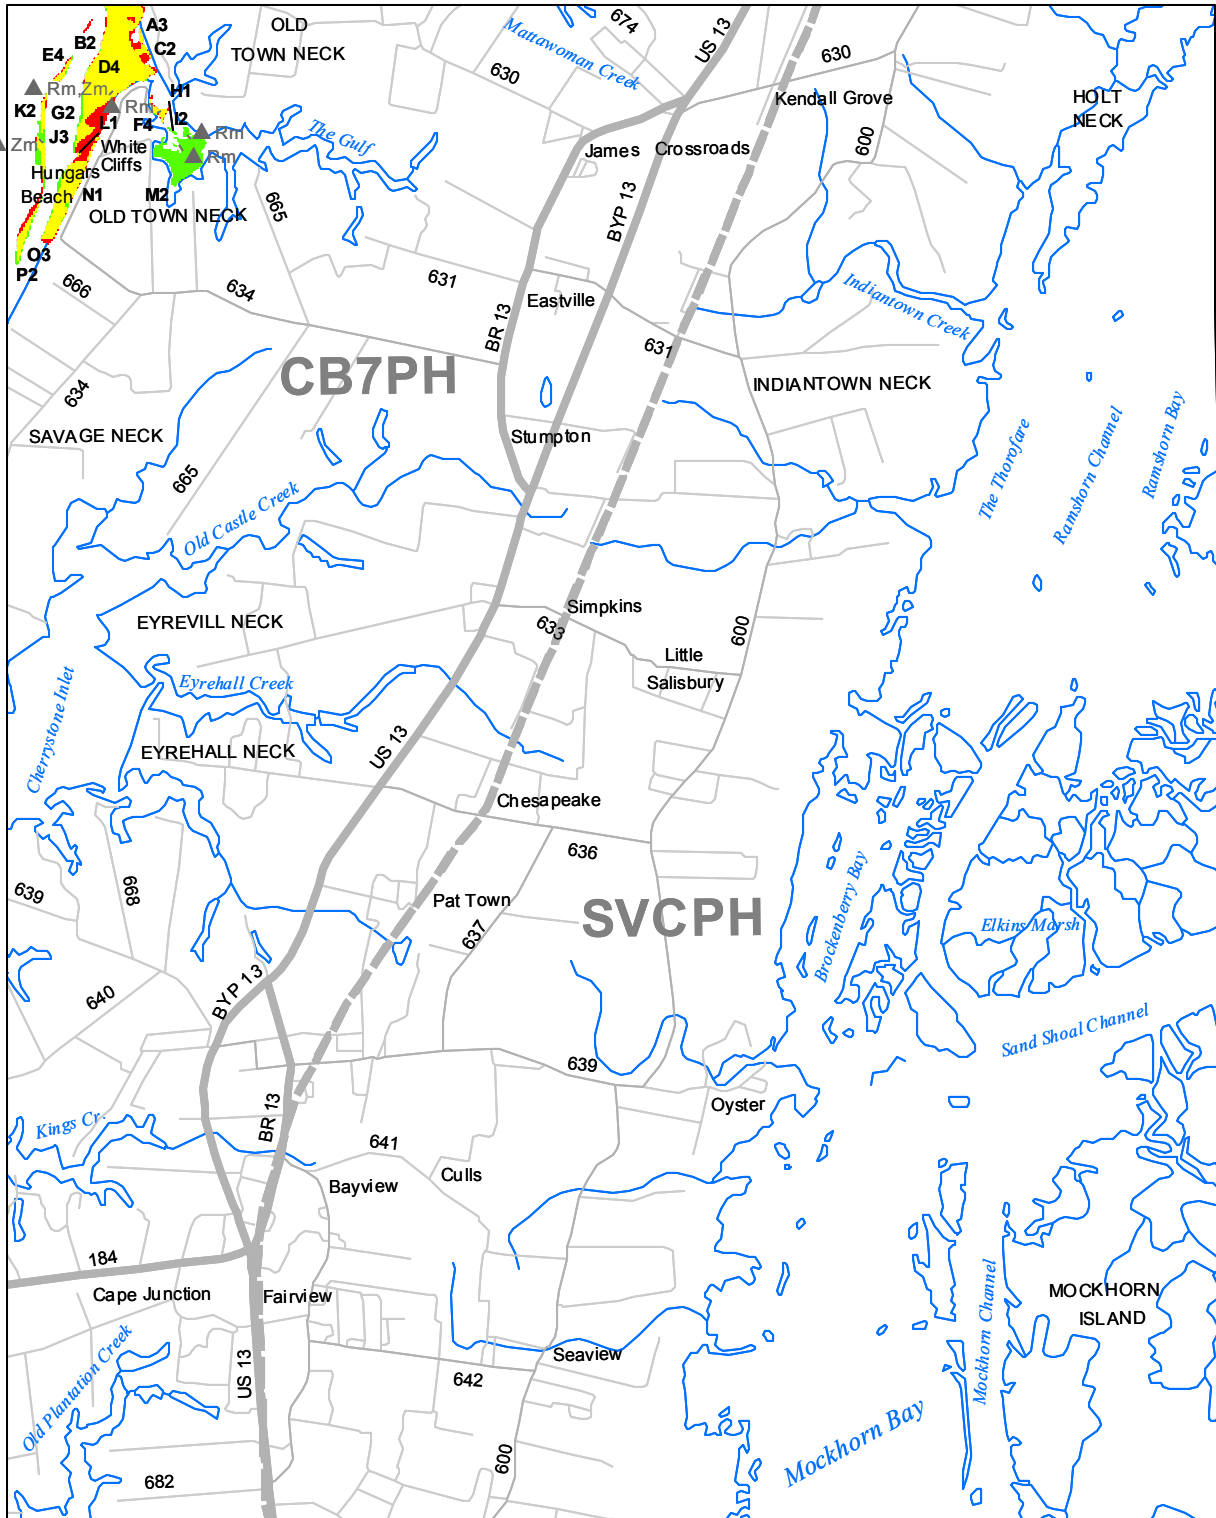 A3
OLD
TOWN NECK
B2
C2
E4
D4
Rm,Zm
H1
K2
G2
Rm
L1
F4
I2
J3
Rm
Zm
White
Cliffs
Rm
Hungars
Beach
N1
M2
OLD TOWN NECK
O3
P2
666
634
665
The Gulf
Mattawoman Creek
674
630
US 13
630
Kendall Grove
HOLT
NECK
600
James
Crossroads
BYP 13
631
Eastville
BR 13
Indiantown Creek
631
CB7PH
INDIANTOWN NECK
634
SAVAGE NECK
Stumpton
665
Old Castle Creek
The Thorofare
Ramshorn Channel
Ramshorn Bay
EYREVILL NECK
Simpkins
633
600
Little
Salisbury
Eyrehall Creek
Cherrystone Inlet
EYREHALL NECK
US 13
Chesapeake
636
639
668
Pat Town
637
SVCPH
Brockenberry Bay
Elkins Marsh
640
BYP 13
Sand Shoal Channel
639
Oyster
Kings Cr.
BR 13
641
Culls
Bayview
184
Cape Junction
Fairview
MOCKHORN
ISLAND
Mockhorn Channel
Old Plantation Creek
US 13
Seaview
642
Mockhorn Bay
600
682